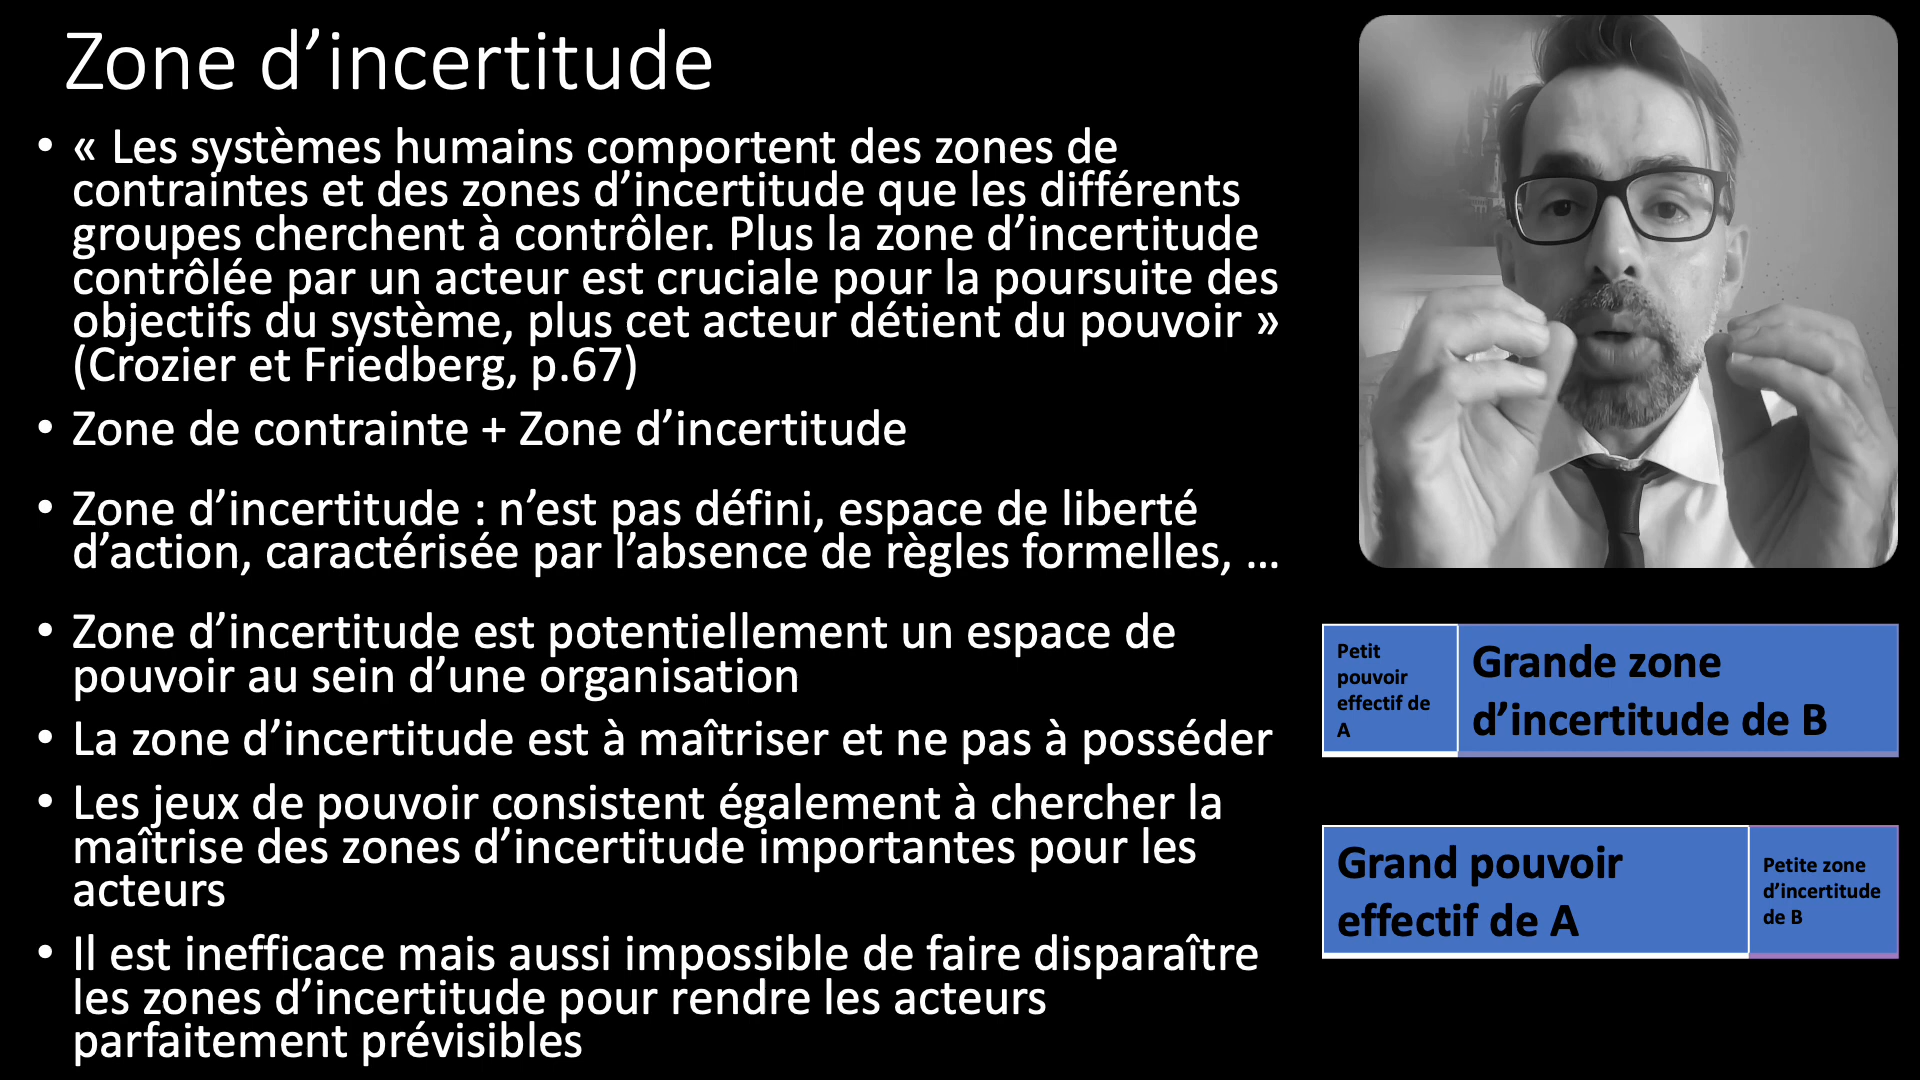 Zone d’incertitude
• « Les systèmes humains comportent des zones de
contraintes et des zones d’incertitude que les différents
groupes cherchent à contrôler. Plus la zone d’incertitude
contrôlée par un acteur est cruciale pour la poursuite des
objectifs du système, plus cet acteur détient du pouvoir »
(Crozier et Friedberg, p.67)
• Zone de contrainte + Zone d’incertitude
• Zone d’incertitude : n’est pas défini, espace de liberté
d’action, caractérisée par l’absence de règles formelles, …
• Zone d’incertitude est potentiellement un espace de
pouvoir au sein d’une organisation
• La zone d’incertitude est à maîtriser et ne pas à posséder
• Les jeux de pouvoir consistent également à chercher la
maîtrise des zones d’incertitude importantes pour les
acteurs
• Il est inefficace mais aussi impossible de faire disparaître
les zones d’incertitude pour rendre les acteurs
parfaitement prévisibles
Petit
pouvoir
effectif de
A
Grande zone
d’incertitude de B
Grand pouvoir
effectif de A
Petite zone
d’incertitude
de B